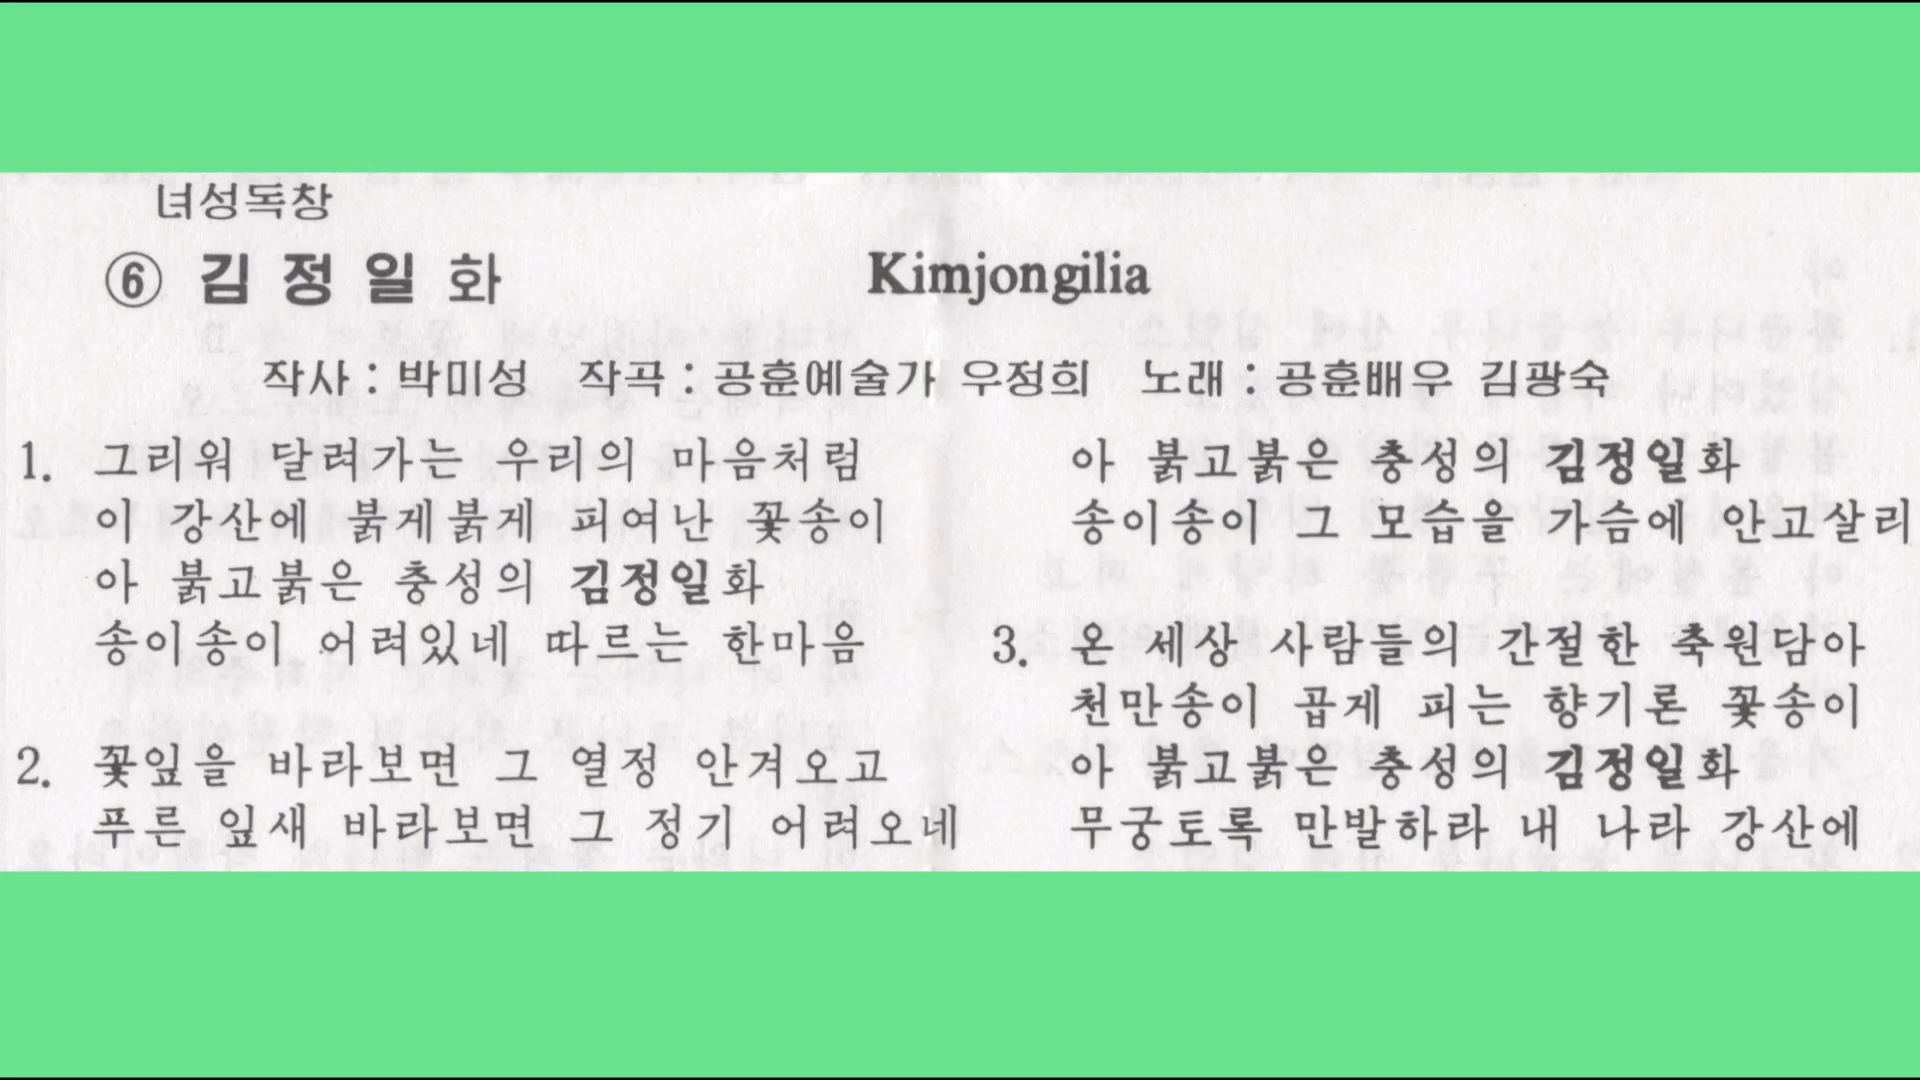 녀성독창
⑥ 김정일화 Kimjongilia
작사 : 박미성 작곡 : 공훈예술가 우정희 노래 : 공훈배우 김광숙
1. 그리워 달려가는 우리의 마음처럼
이 강산에 붉게붉게 피여난 꽃송이
아 붉고붉은 충성의 김정일화
송이송이 어려있네 따르는 한마음
2. 꽃잎을 바라보면 그 열정 안겨오고
푸른 잎새 바라보면 그 정기 어려오네
아 붉고붉은 충성의 김정일화
송이송이 그 모습을 가슴에 안고살리
3. 온 세상 사람들의 간절한 축원담아
천만송이 곱게 피는 향기론 꽃송이
아 붉고붉은 충성의 김정일화
무궁토록 만발하라 내 나라 강산에